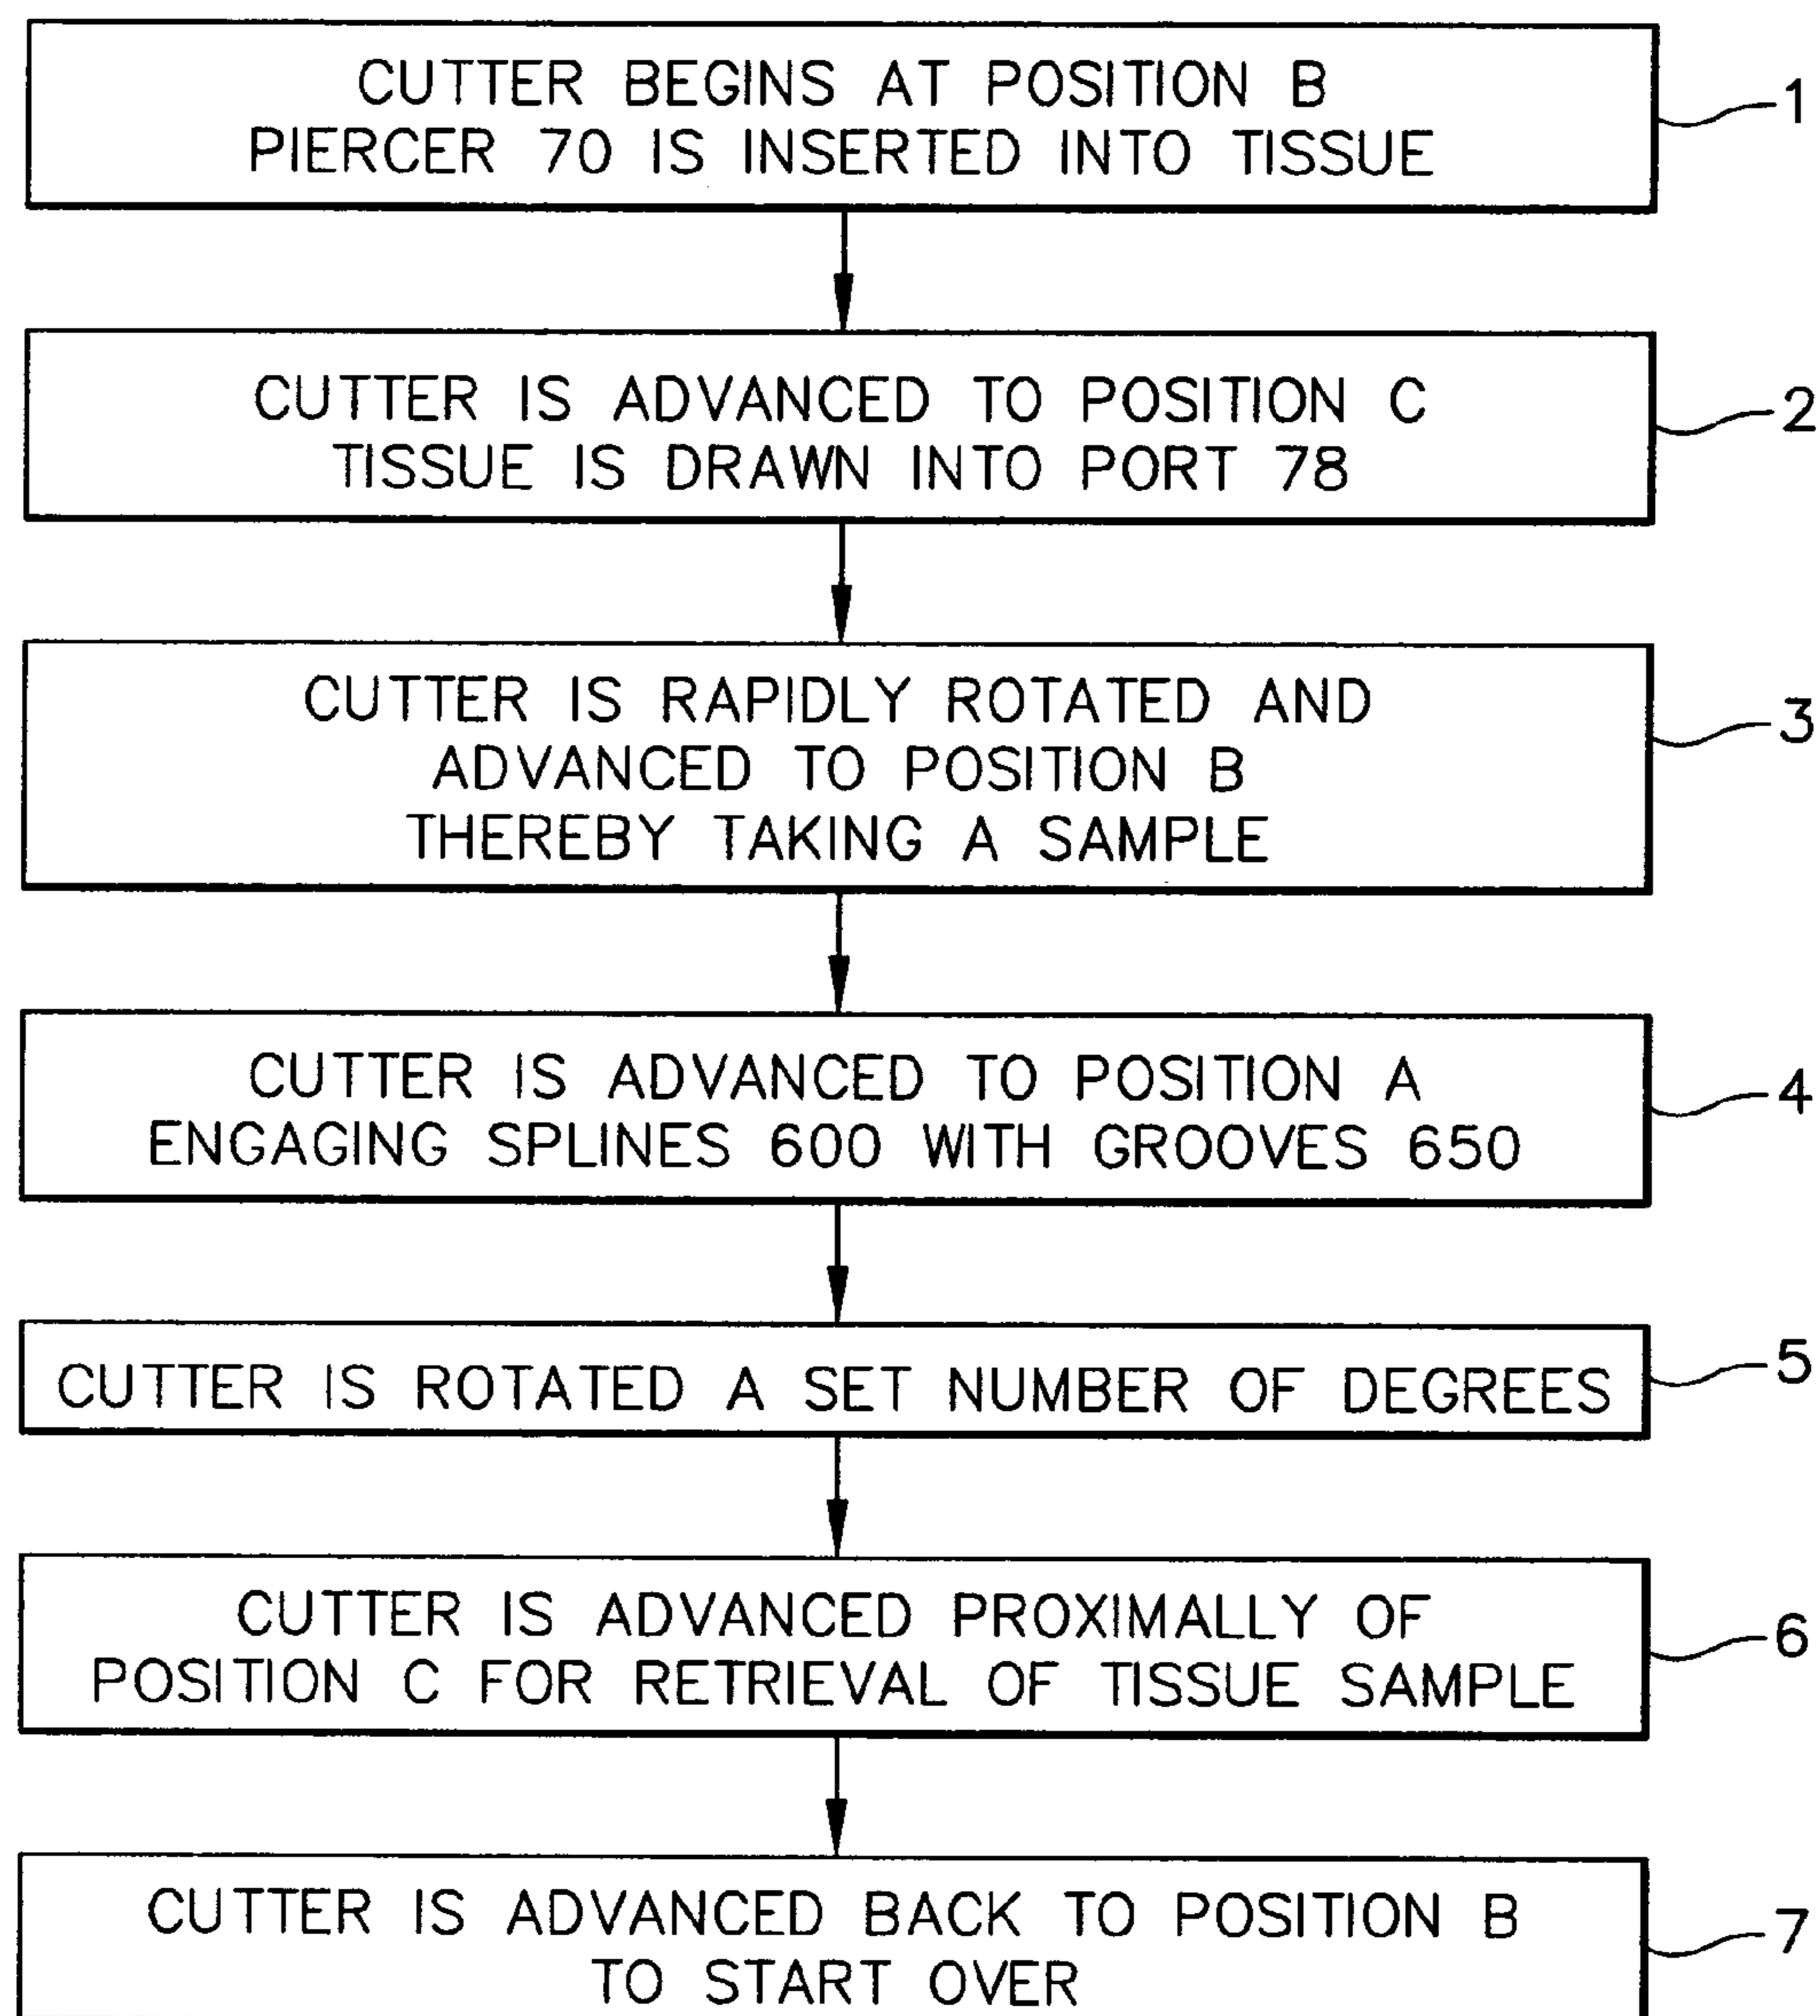 CUTTER BEGINS AT POSITION B
PIERCER 70 IS INSERTED INTO TISSUE
1
CUTTER IS ADVANCED TO POSITION C
TISSUE IS DRAWN INTO PORT 78
2
CUTTER IS RAPIDLY ROTATED AND
ADVANCED TO POSITION B
THEREBY TAKING A SAMPLE
3
CUTTER IS ADVANCED TO POSITION A
ENGAGING SPLINES 600 WITH GROOVES 650
4
CUTTER IS ROTATED A SET NUMBER OF DEGREES
5
CUTTER IS ADVANCED PROXIMALLY OF
POSITION C FOR RETRIEVAL OF TISSUE SAMPLE
6
CUTTER IS ADVANCED BACK TO POSITION B
TO START OVER
7